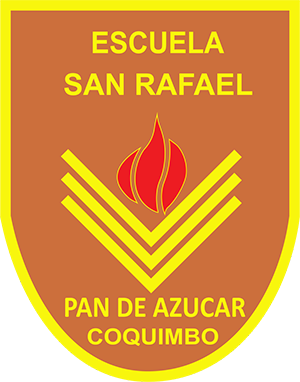 ESCUELA
SAN RAFAEL
PAN DE AZUCAR
COQUIMBO